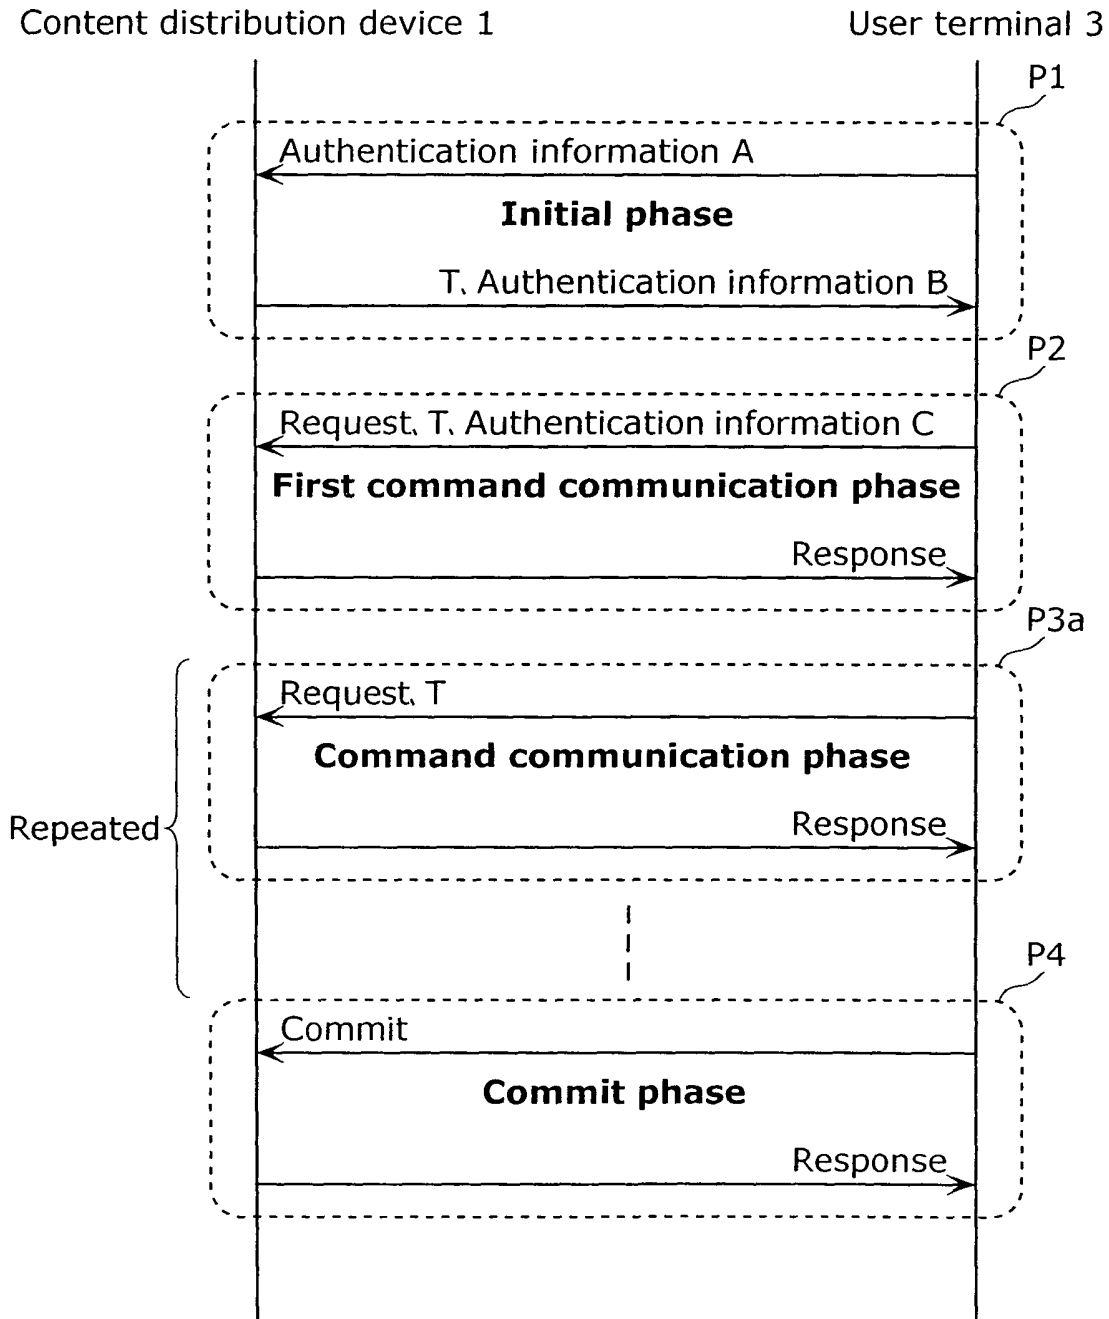 Content distribution device 1
User terminal 3
P1
Authentication information A
Initial phase
T、Authentication information B
P2
Request、T、Authentication information C
First command communication phase
Response
P3a
Request、T
Command communication phase
Repeated
Response
P4
Commit
Commit phase
Response